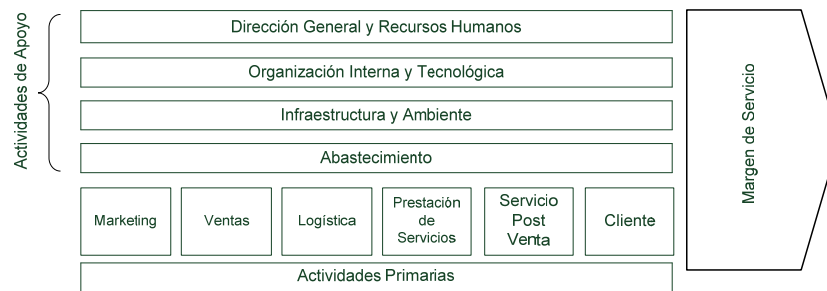 Actividades de Apoyo
Dirección General y Recursos Humanos
Organización Interna y Tecnológica
Infraestructura y Ambiente
Abastecimiento
Marketing
Ventas
Logística
Prestación
de
Servicios
Servicio
Post
Venta
Cliente
Actividades Primarias
Margen de Servicio